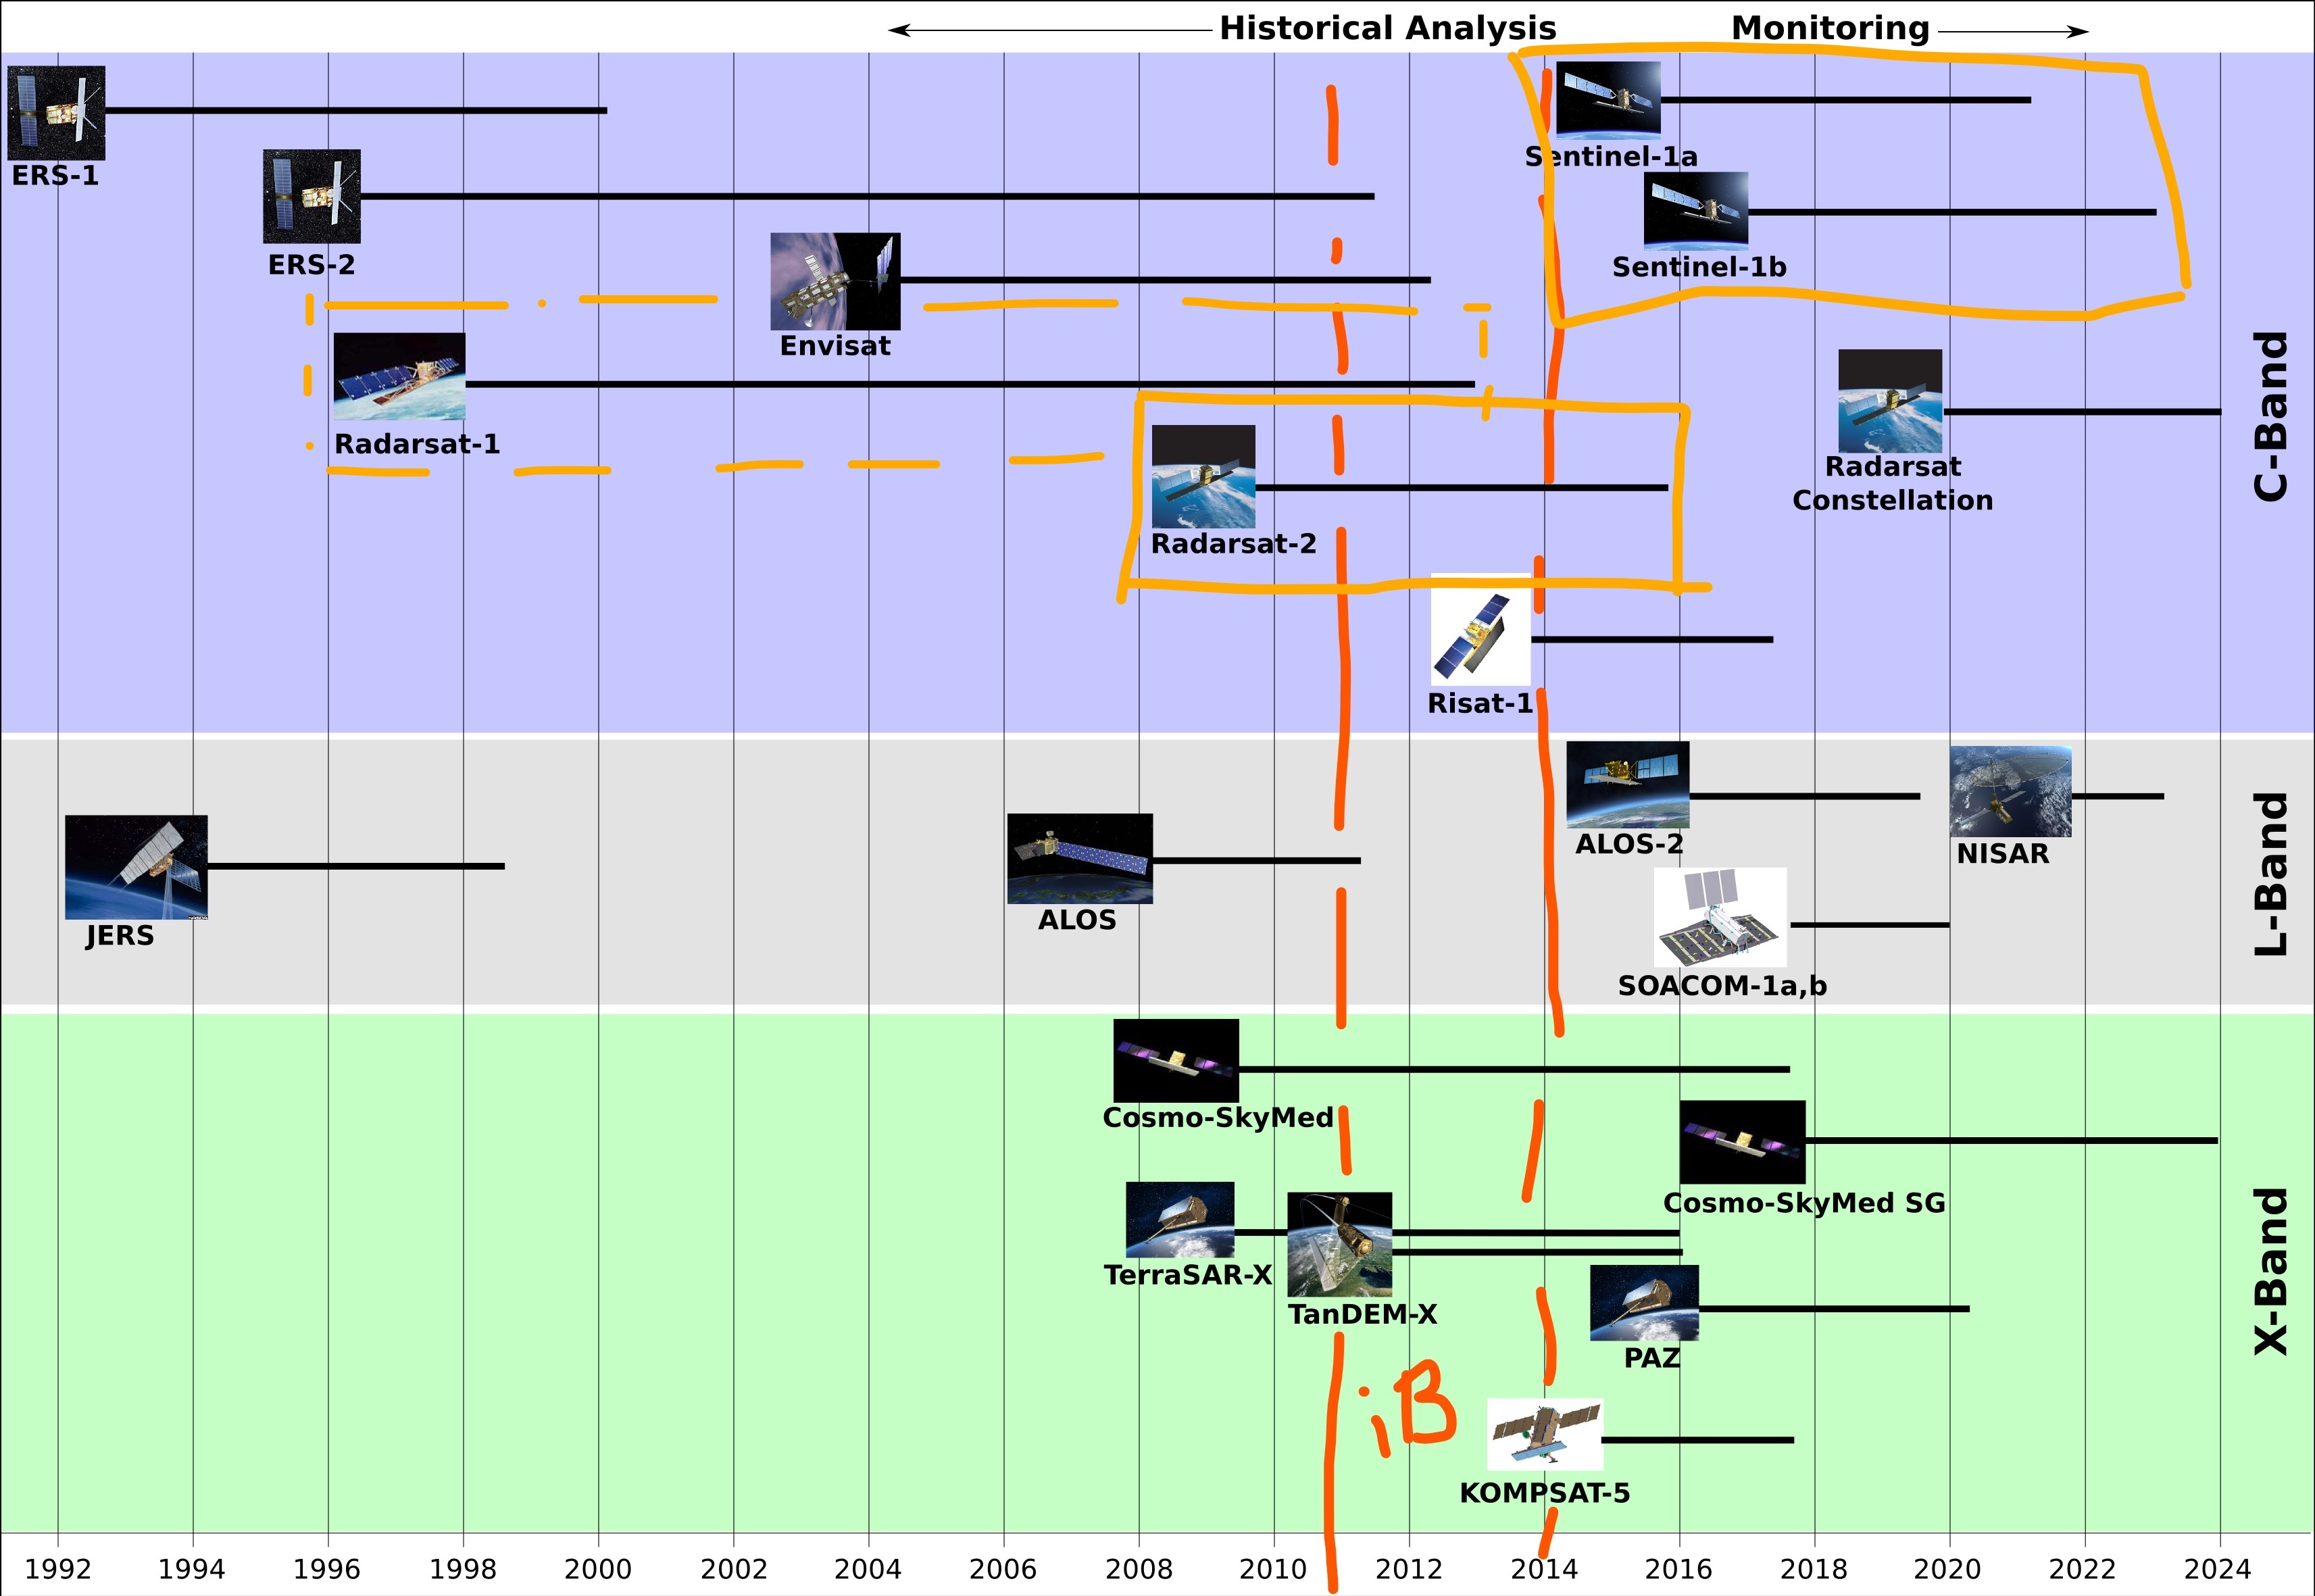 Historical Analysis
Monitoring
ERS-1
ERS-2
Envisat
Radarsat-1
Radarsat-2
Risat-1
Sentinel-1a
Sentinel-1b
Radarsat
Constellation
C-Band
JERS
ALOS
ALOS-2
NISAR
SOACOM-1a,b
L-Band
Cosmo-SkyMed
Cosmo-SkyMed SG
TerraSAR-X
TanDEM-X
PAZ
iB
KOMPSAT-5
X-Band
1992 1994 1996 1998 2000 2002 2004 2006 2008 2010 2012 2014 2016 2018 2020 2022 2024